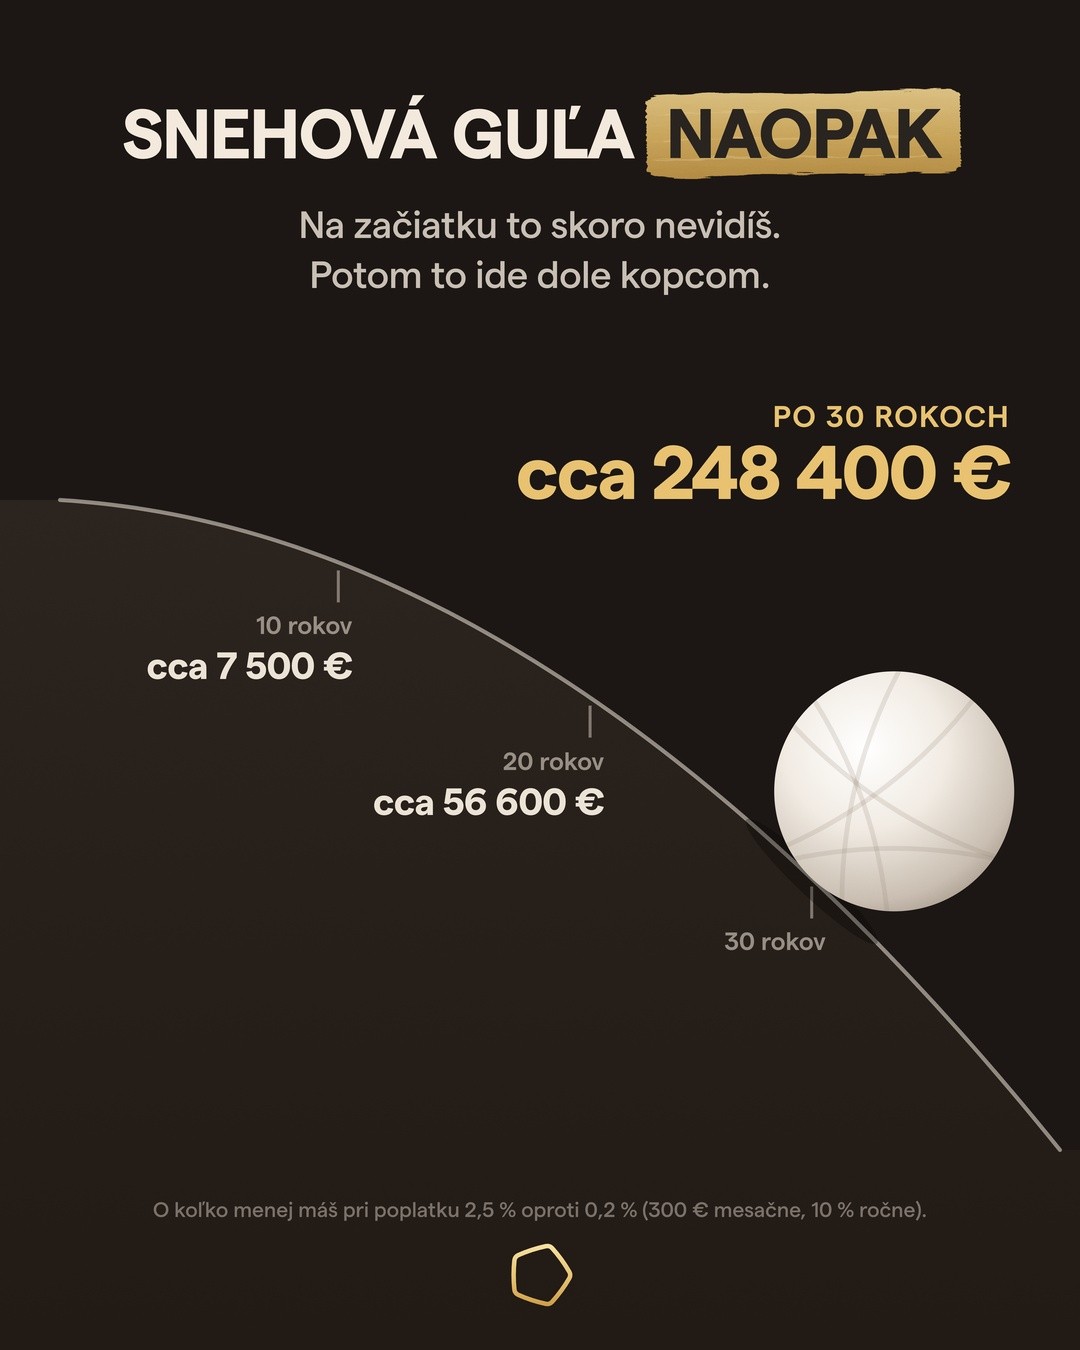 SNEHOVÁ GUĽA NAOPAK
Na začiatku to skoro nevidíš.
Potom to ide dole kopcom.
PO 30 ROKOCH
cca 248 400 €
10 rokov
cca 7 500 €
20 rokov
cca 56 600 €
30 rokov
O koľko menej máš pri poplatku 2,5 % oproti 0,2 % (300 € mesačne, 10 % ročne).